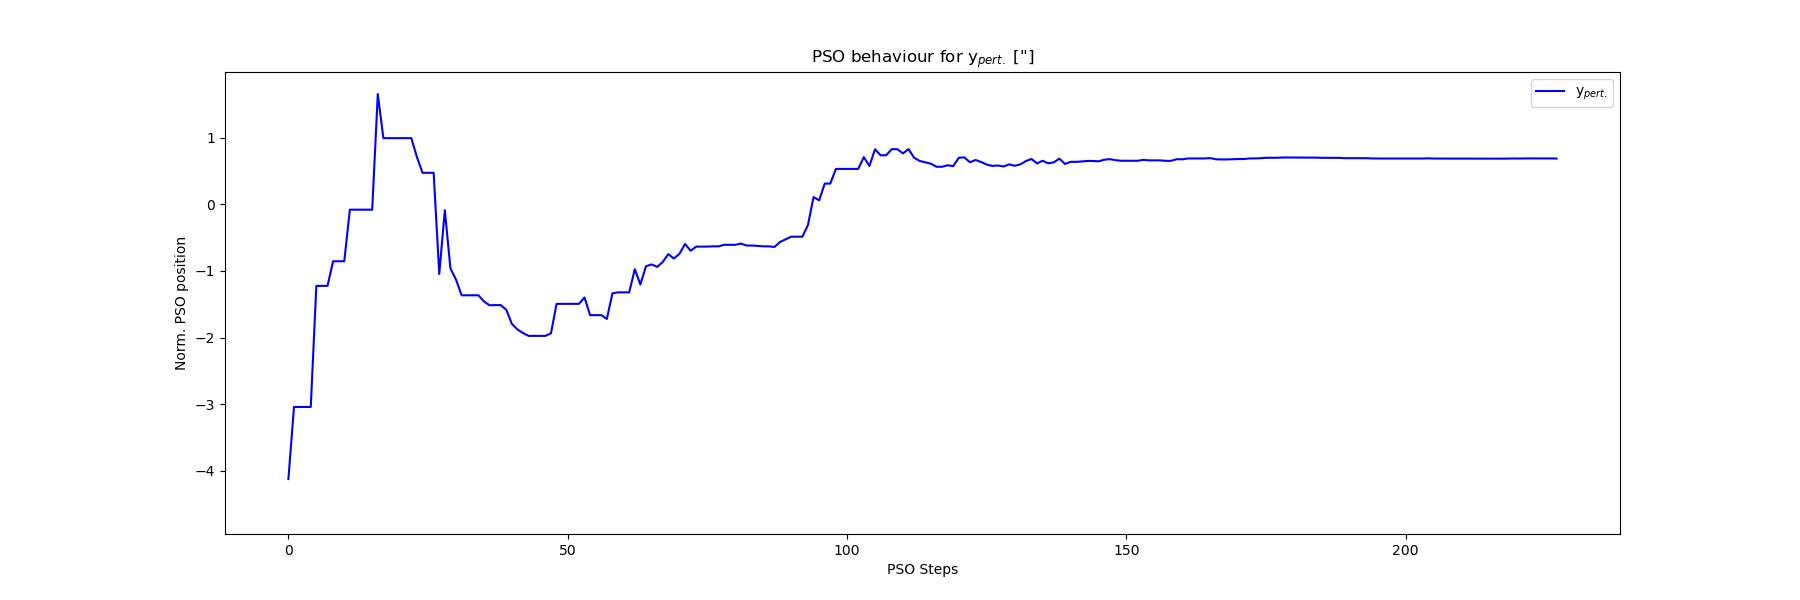 PSO behaviour for y_pert. ["]
y_pert.
Norm. PSO position
1
0
−1
−2
−3
−4
0 50 100 150 200
PSO Steps